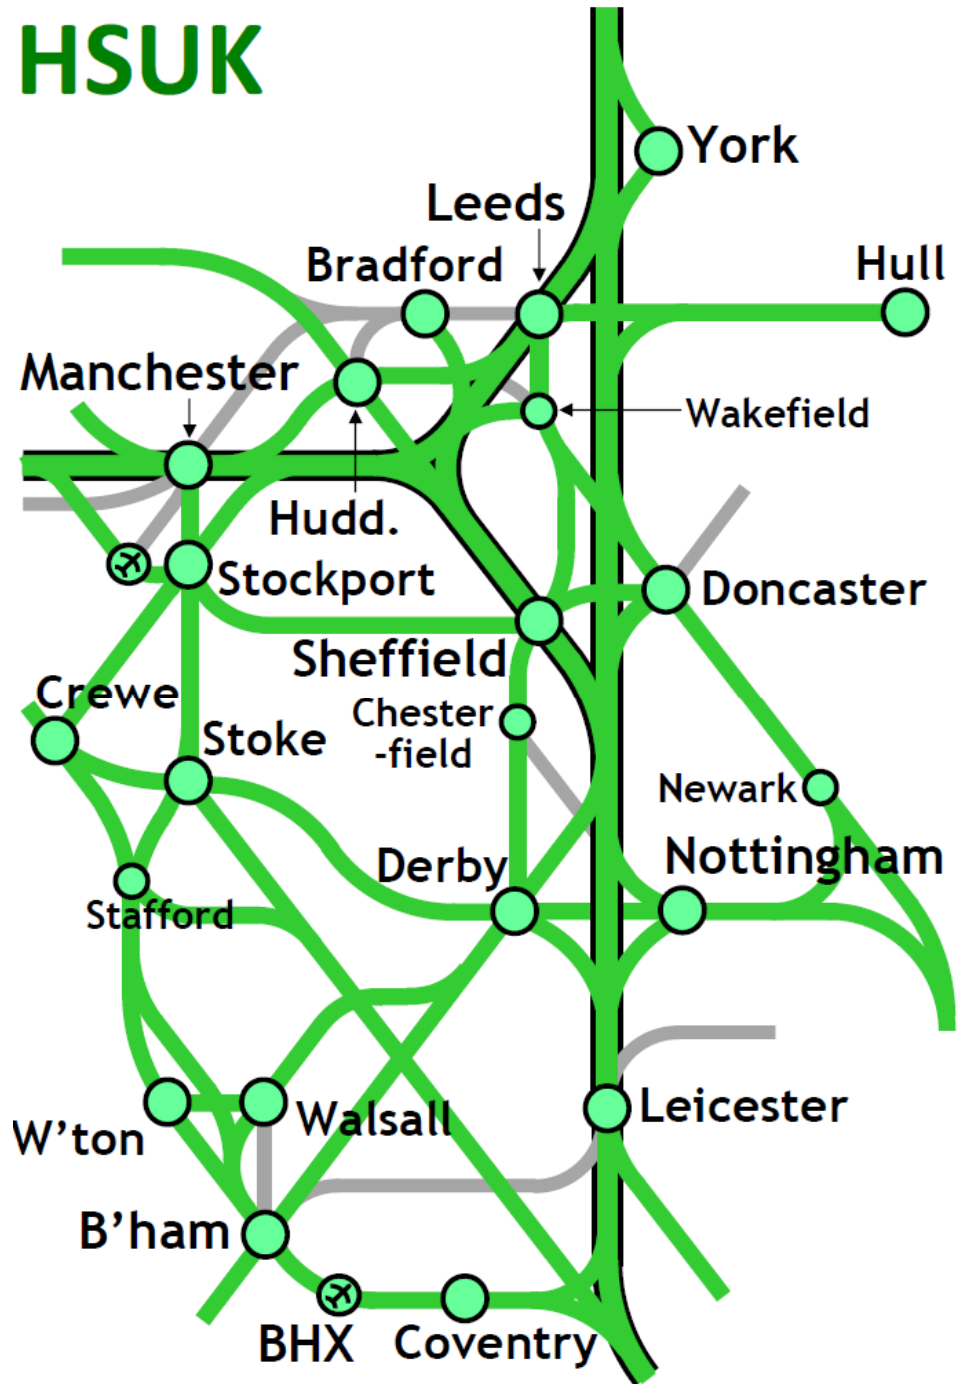 HSUK
York
Leeds
Bradford
Hull
Manchester
Wakefield
Hudd.
Stockport
Doncaster
Sheffield
Crewe
Chester
-field
Stoke
Newark
Nottingham
Derby
Stafford
Leicester
Walsall
W'ton
B'ham
BHX
Coventry